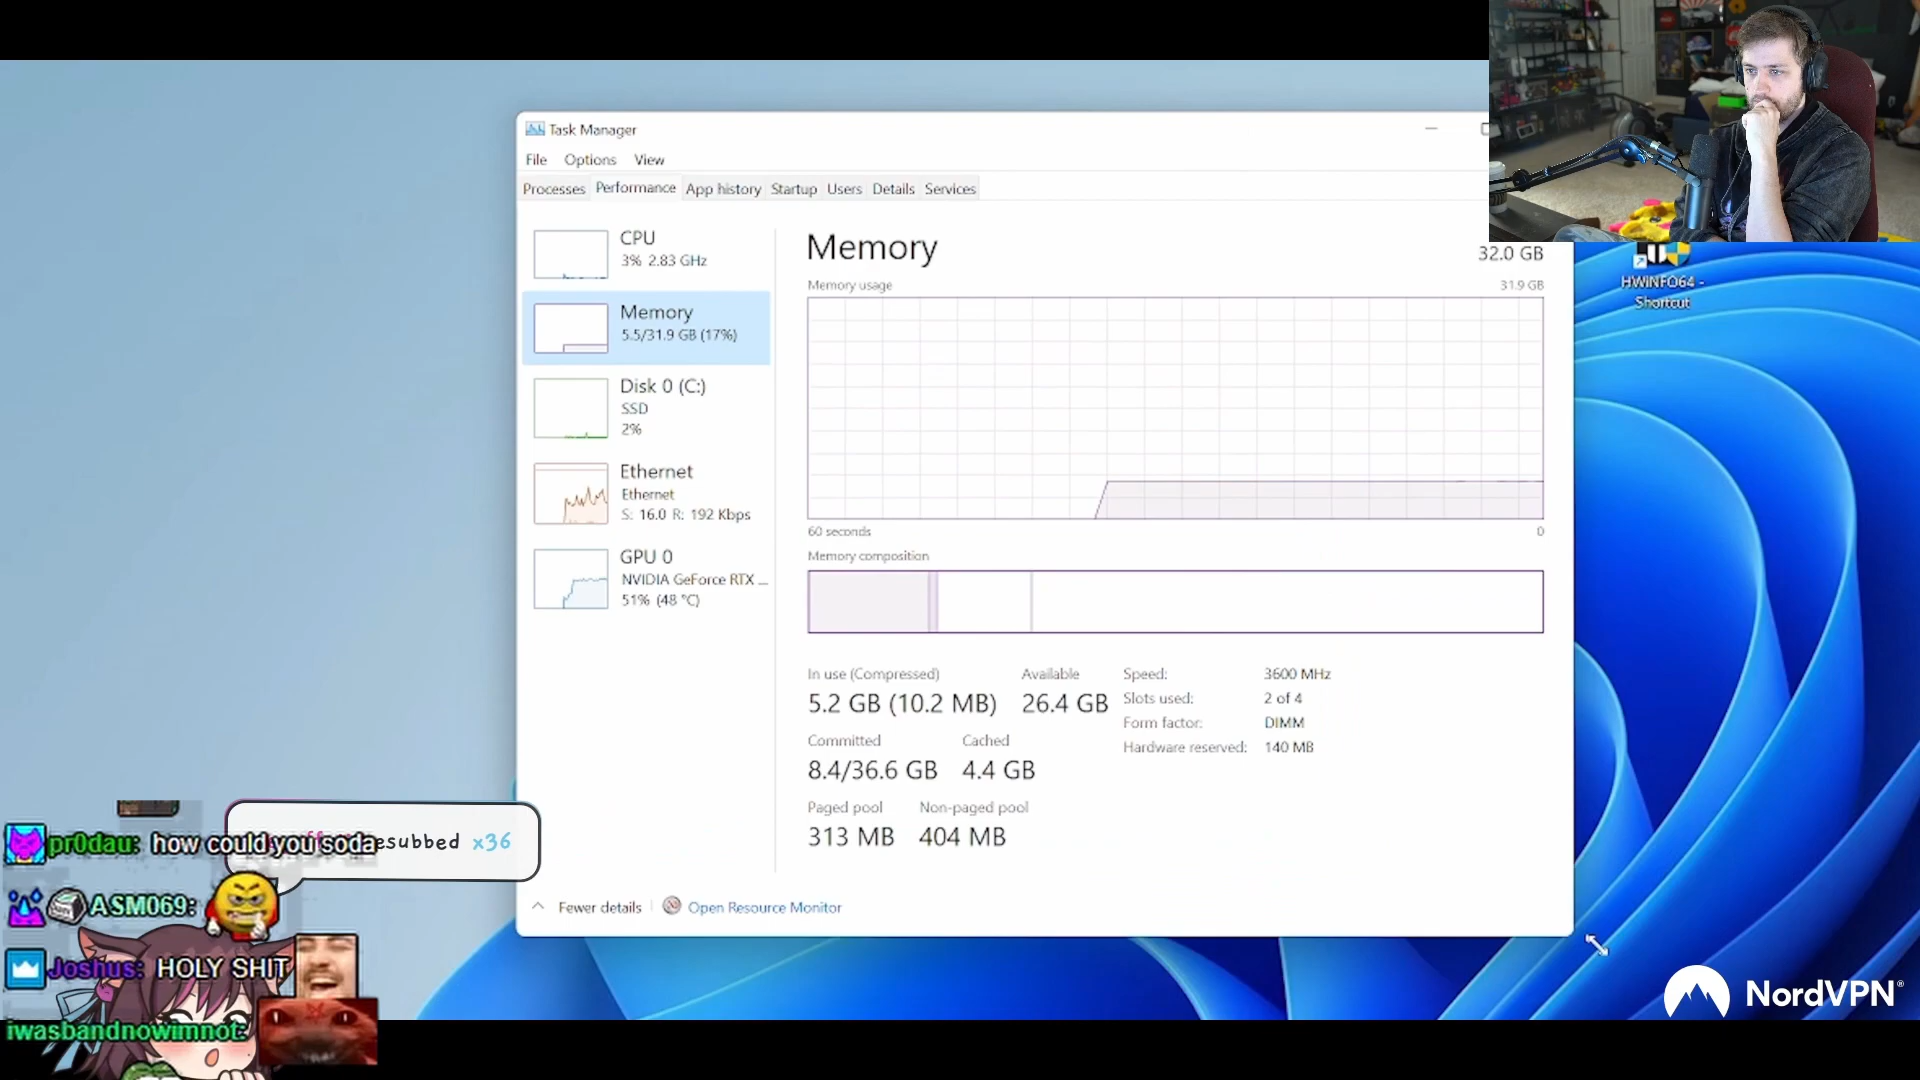 Task Manager
File Options View
Processes Performance App history Startup Users Details Services
CPU
3% 2.83 GHz
Memory
5.5/31.9 GB (17%)
Disk 0 (C:)
SSD
2%
Ethernet
Ethernet
S: 16.0 R: 192 Kbps
GPU 0
NVIDIA GeForce RTX ...
51% (48 °C)
Memory
32.0 GB
Memory usage
31.9 GB
60 seconds
0
Memory composition
In use (Compressed)
5.2 GB (10.2 MB)
Available
26.4 GB
Committed
8.4/36.6 GB
Cached
4.4 GB
Paged pool
313 MB
Non-paged pool
404 MB
Speed: 3600 MHz
Slots used: 2 of 4
Form factor: DIMM
Hardware reserved: 140 MB
Fewer details
Open Resource Monitor
HWiNFO64 -
Shortcut
esubbed x36
pr0dau: how could you soda
ASM069:
Joshus: HOLY SHIT
iwasbandnowimnot:
NordVPN®